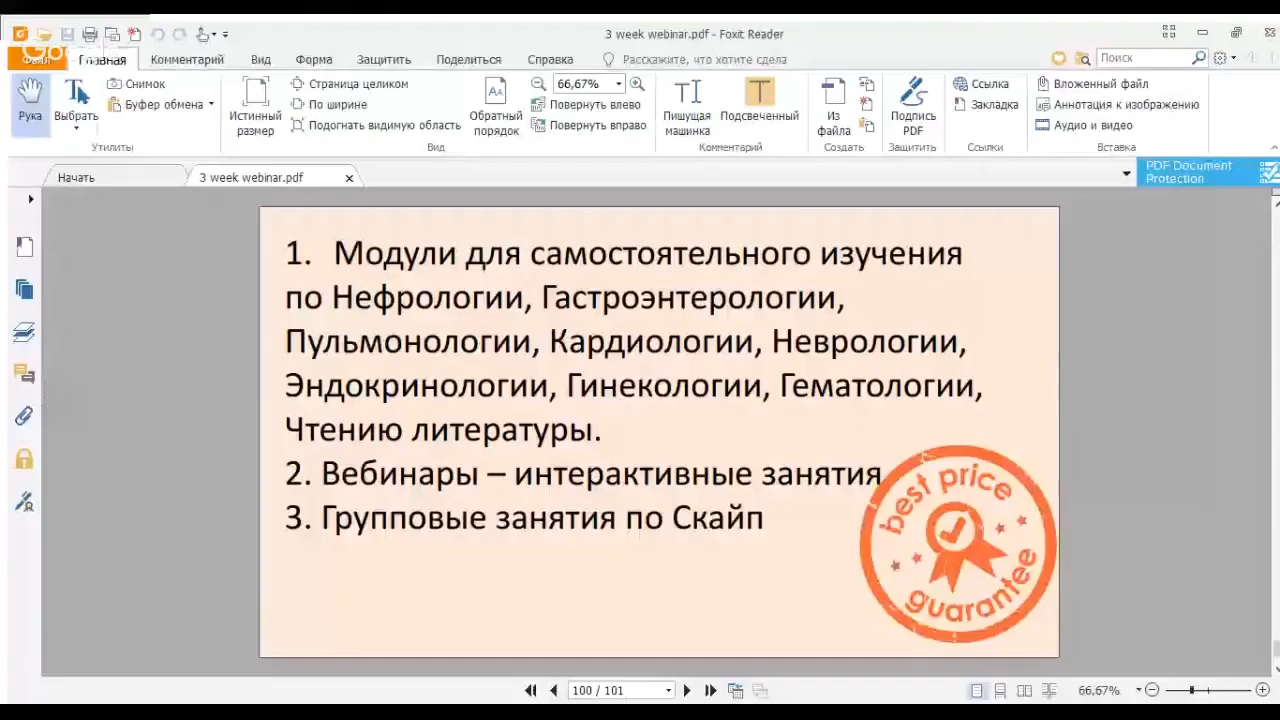 3 week webinar.pdf - Foxit Reader
Google
Файл Главная Комментарий Вид Форма Защитить Поделиться Справка Расскажите, что хотите сдела Поиск
Рука
Выбрать
Снимок
Буфер обмена
Утилиты
Истинный размер
Страница целиком
По ширине
Подогнать видимую область
Обратный порядок
66,67%
Повернуть влево
Повернуть вправо
Вид
Пишущая машинка
Подсвеченный
Комментарий
Из файла
Создать
Подпись PDF
Защитить
Ссылка
Закладка
Ссылки
Вложенный файл
Аннотация к изображению
Аудио и видео
Вставка
Начать
3 week webinar.pdf
PDF Document
Protection
1. Модули для самостоятельного изучения
по Нефрологии, Гастроэнтерологии,
Пульмонологии, Кардиологии, Неврологии,
Эндокринологии, Гинекологии, Гематологии,
Чтению литературы.
2. Вебинары – интерактивные занятия
3. Групповые занятия по Скайп
best price
guarantee
100 / 101
66,67%